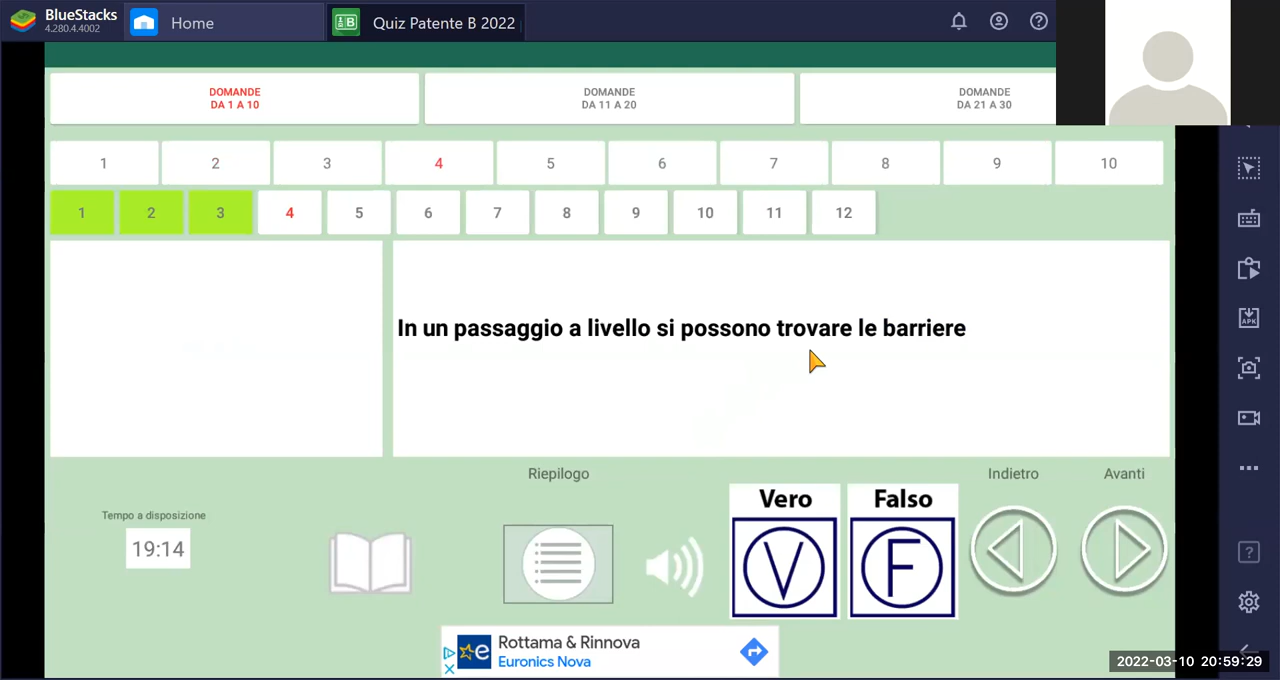 BlueStacks
4.280.4.4002
Home
Quiz Patente B 2022
DOMANDE
DA 1 A 10
DOMANDE
DA 11 A 20
DOMANDE
DA 21 A 30
1 2 3 4 5 6 7 8 9 10
1 2 3 4 5 6 7 8 9 10 11 12
In un passaggio a livello si possono trovare le barriere
Riepilogo
Indietro
Avanti
Tempo a disposizione
19:14
Vero
V
Falso
F
Rottama & Rinnova
Euronics Nova
2022-03-10 20:59:29